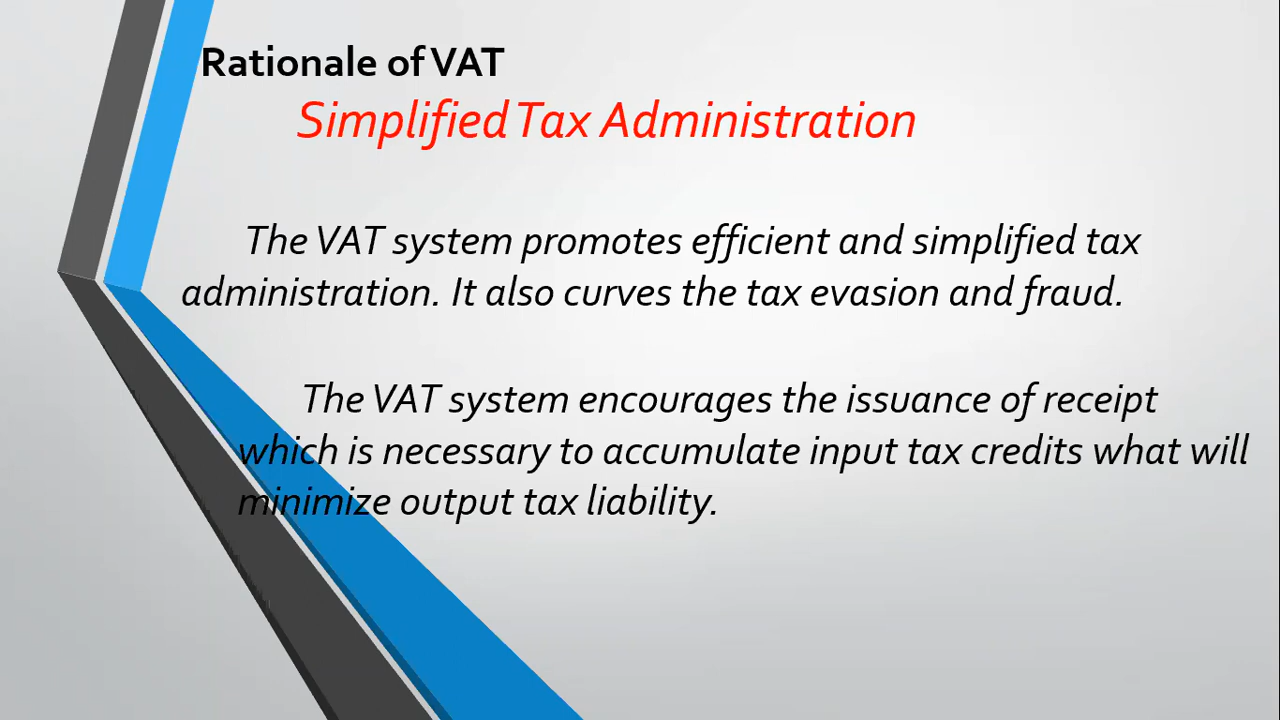 Rationale of VAT
Simplified Tax Administration
The VAT system promotes efficient and simplified tax
administration. It also curves the tax evasion and fraud.
The VAT system encourages the issuance of receipt
which is necessary to accumulate input tax credits what will
minimize output tax liability.